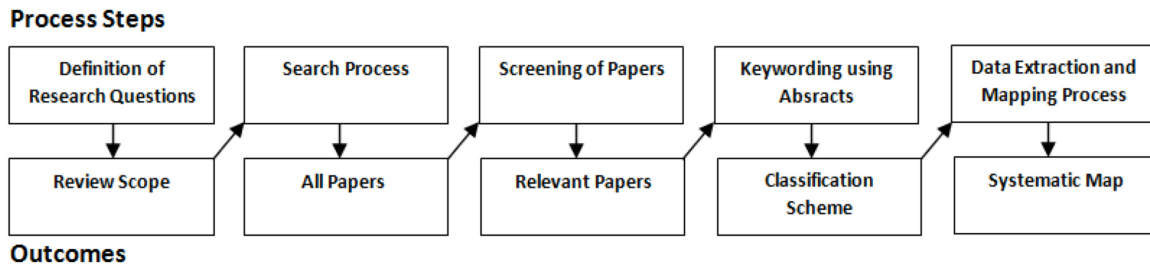 Process Steps
Definition of
Research Questions
Search Process
Screening of Papers
Keywording using
Absracts
Data Extraction and
Mapping Process
Review Scope
All Papers
Relevant Papers
Classification
Scheme
Systematic Map
Outcomes